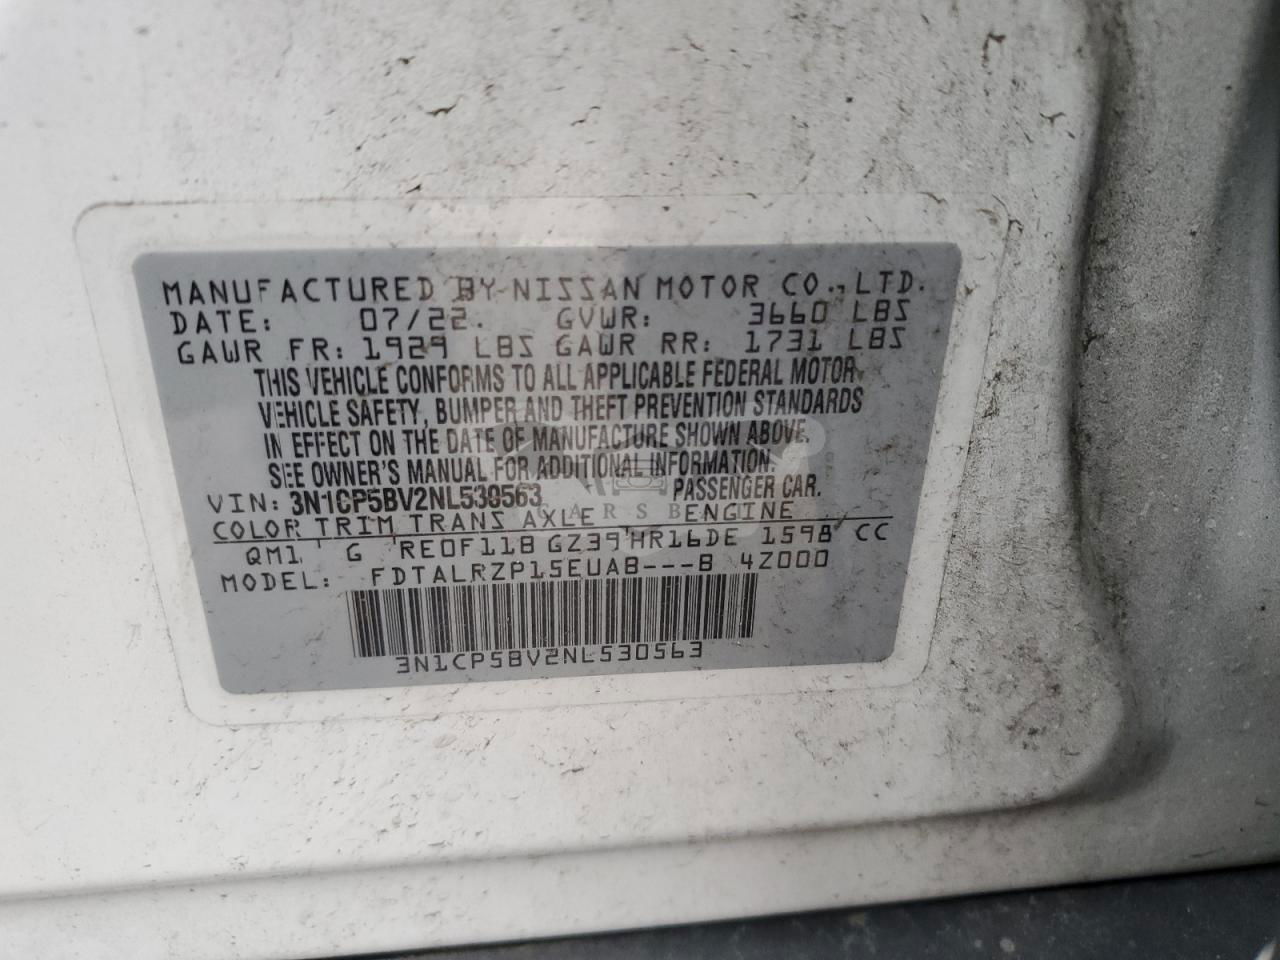 MANUFACTURED BY NISSAN MOTOR CO., LTD.
DATE: 07/22. GVWR: 3660 LBS
GAWR FR: 1929 LBS GAWR RR: 1731 LBS
THIS VEHICLE CONFORMS TO ALL APPLICABLE FEDERAL MOTOR
VEHICLE SAFETY, BUMPER AND THEFT PREVENTION STANDARDS
IN EFFECT ON THE DATE OF MANUFACTURE SHOWN ABOVE.
SEE OWNER'S MANUAL FOR ADDITIONAL INFORMATION.
VIN: 3N1CP5BV2NL530563 PASSENGER CAR.
COLOR TRIM TRANS AXLE ENGINE
QM1 G RE0F11B GZ39 HR16DE 1598 CC
MODEL: FDTALRZP15EUAB---B 4Z000
3N1CP5BV2NL530563